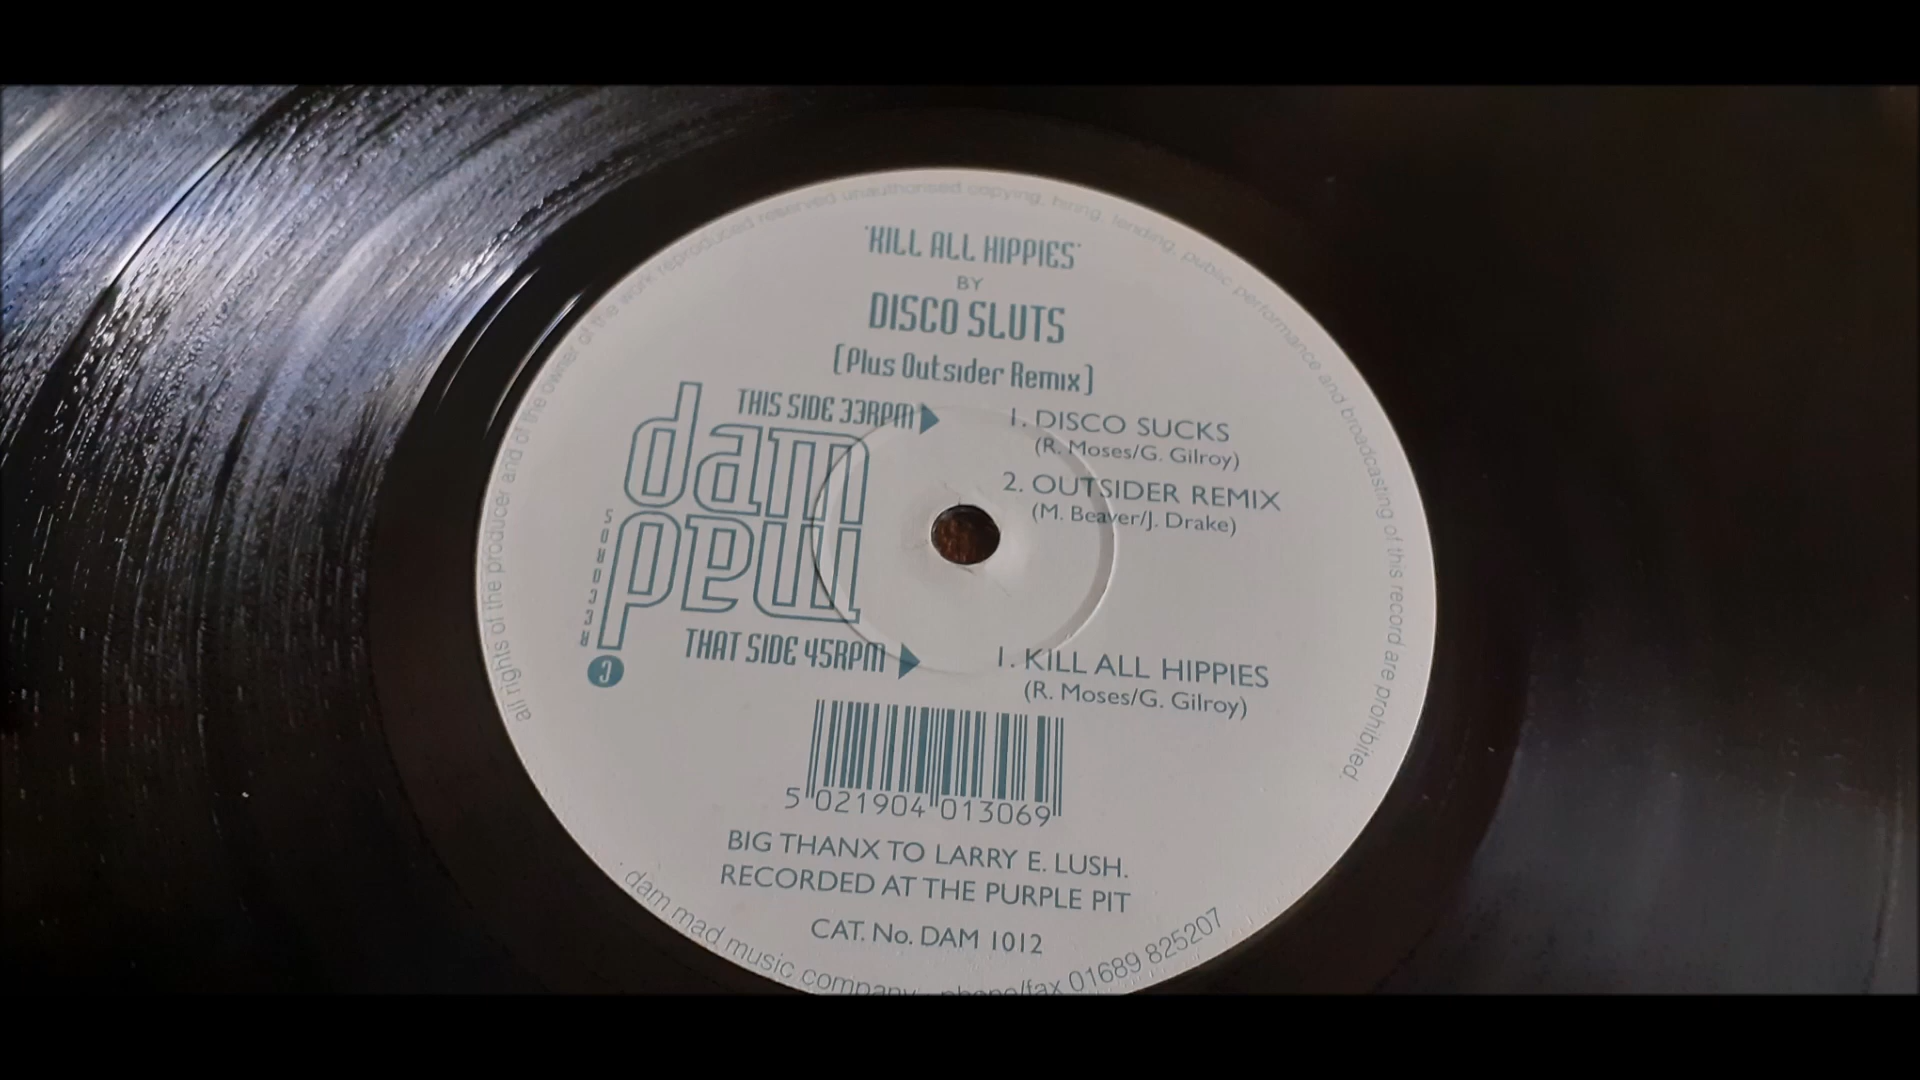 all rights of the producer and of the owner of the work reproduced reserved unauthorised copying, hiring, lending, public performance and broadcasting of this record are prohibited.
"KILL ALL HIPPIES"
BY
DISCO SLUTS
[Plus Outsider Remix]
THIS SIDE 33RPM
1. DISCO SUCKS
(R. Moses/G. Gilroy)
2. OUTSIDER REMIX
(M. Beaver/J. Drake)
dam
mad
3
THAT SIDE 45RPM
1. KILL ALL HIPPIES
(R. Moses/G. Gilroy)
5 021904 013069
BIG THANX TO LARRY E. LUSH.
RECORDED AT THE PURPLE PIT
CAT. No. DAM 1012
dam mad music company phone/fax 01689 825207